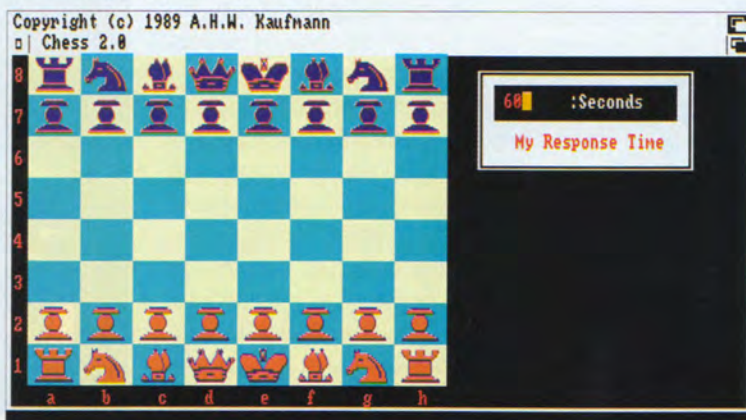 Copyright (c) 1989 A.H.W. Kaufmann
Chess 2.0
8
7
6
5
4
3
2
1
a b c d e f g h
60 :Seconds
My Response Time